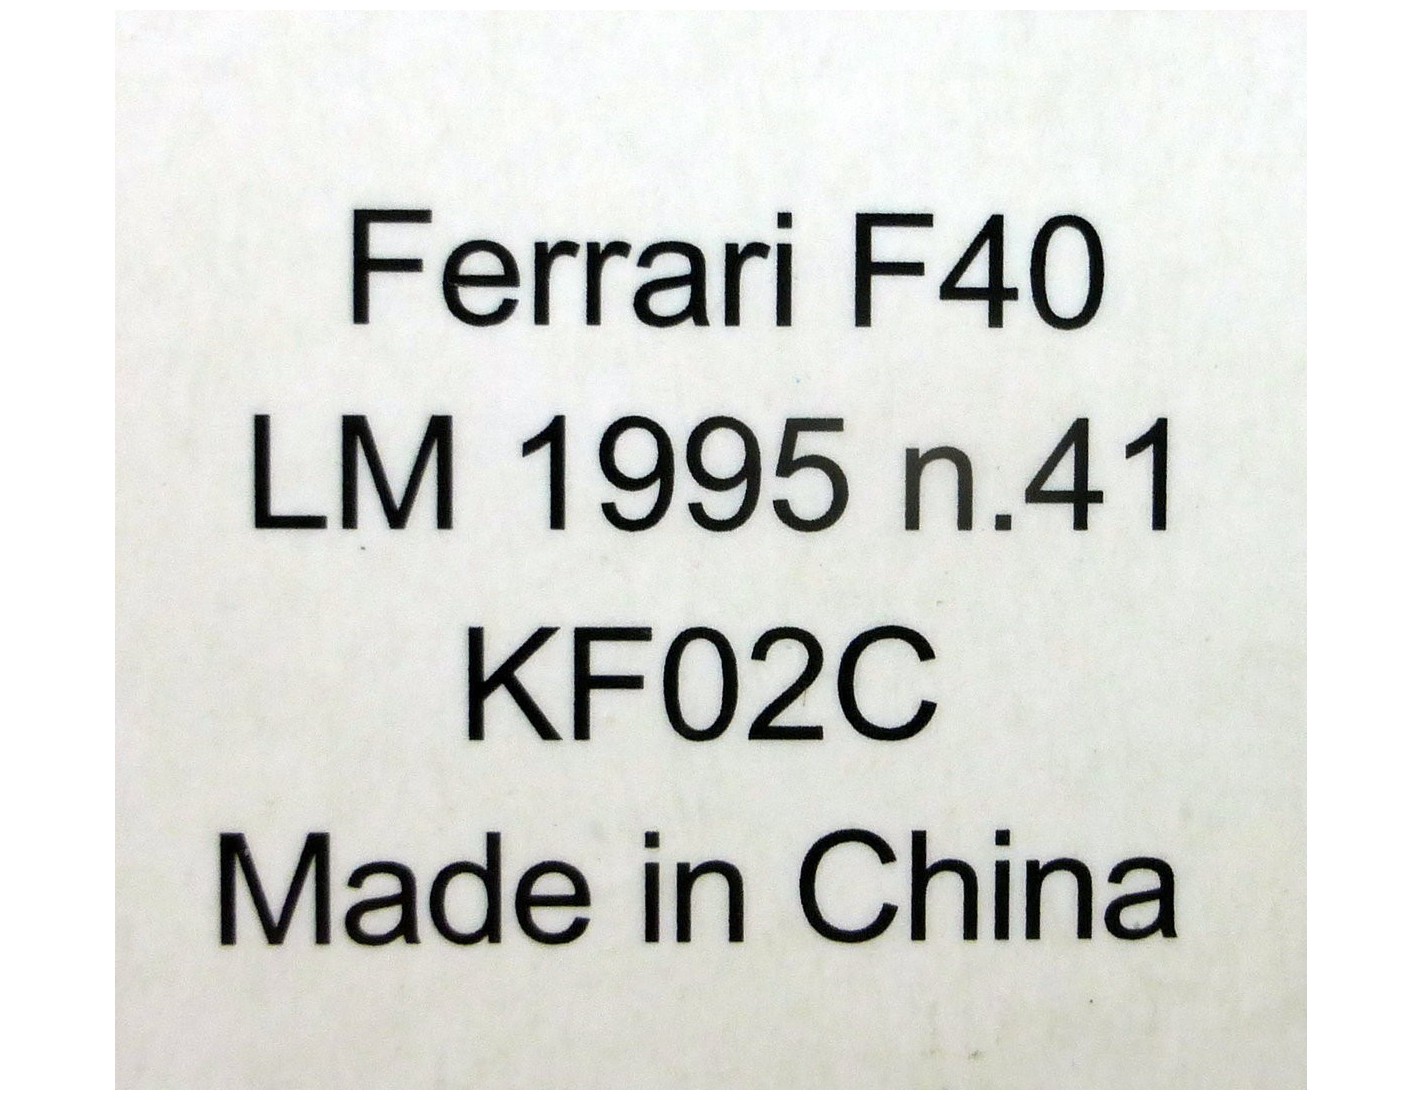 Ferrari F40
LM 1995 n.41
KF02C
Made in China